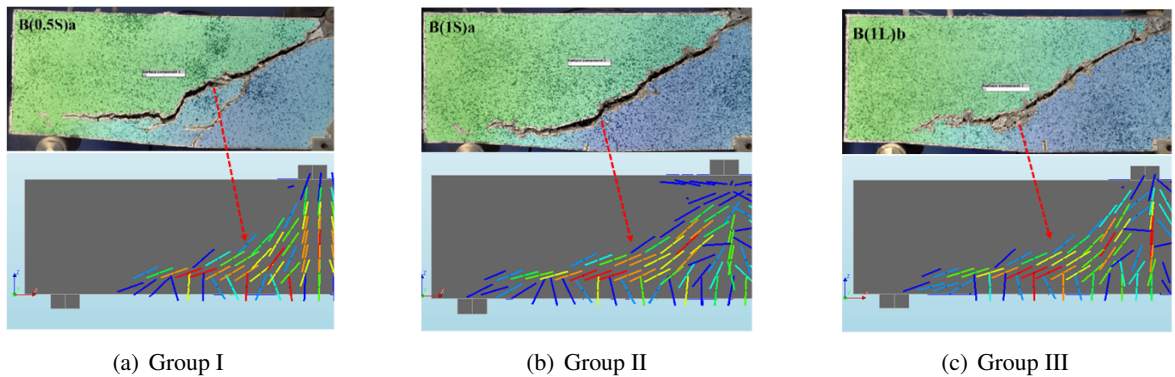 B(0.5S)a
B(1S)a
B(1L)b
(a) Group I
(b) Group II
(c) Group III